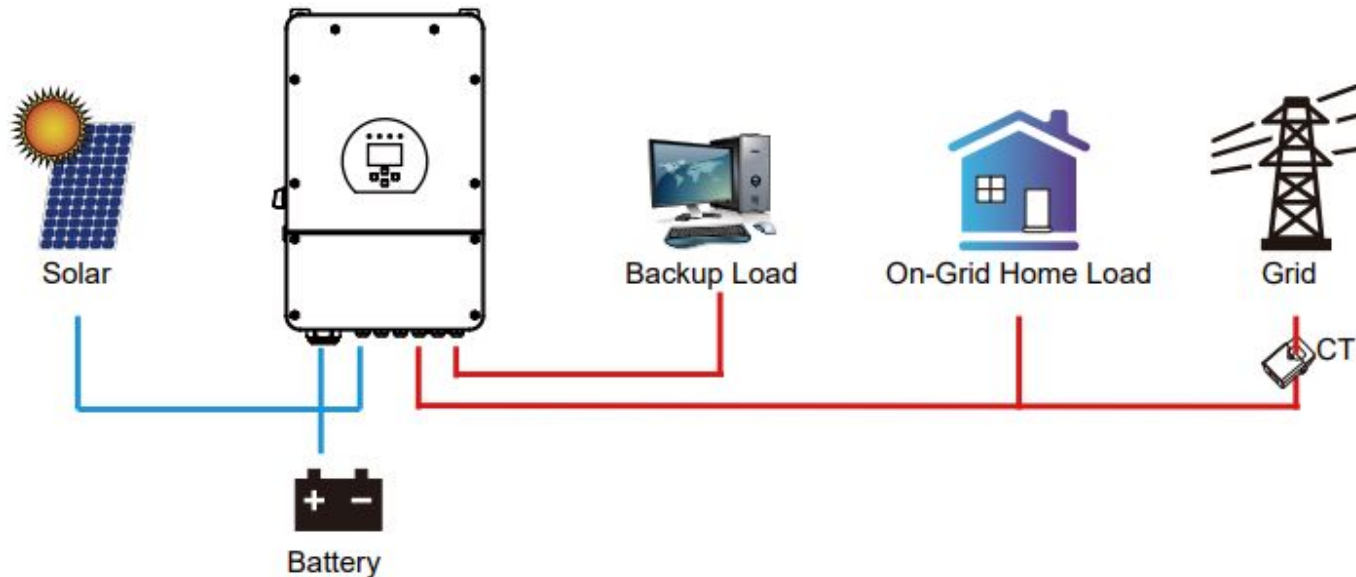 Solar
Backup Load
On-Grid Home Load
Grid
CT
Battery